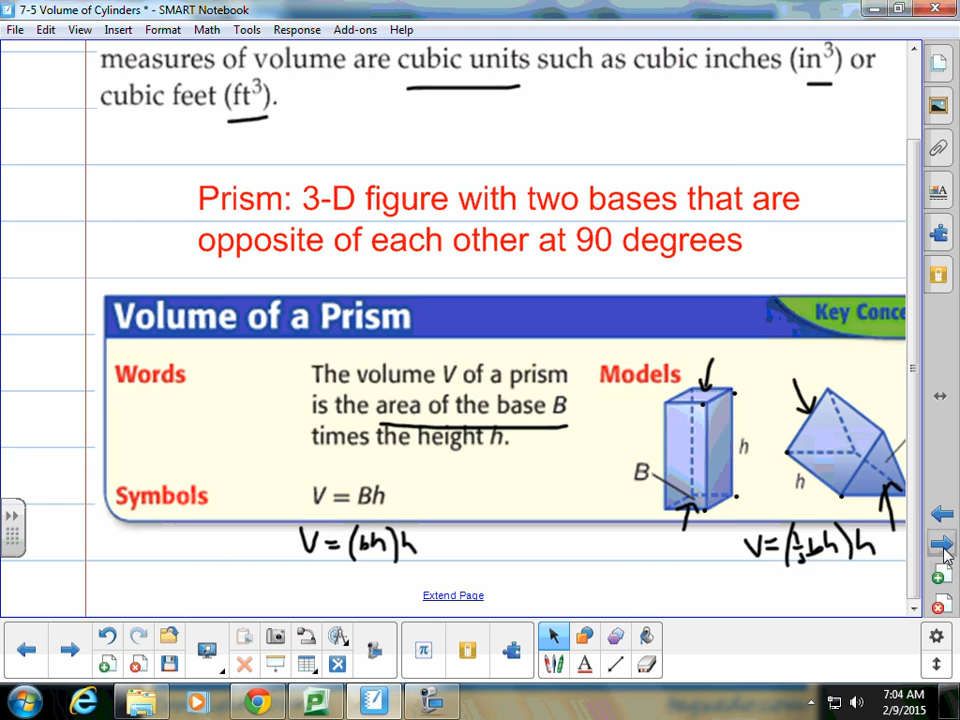 7-5 Volume of Cylinders * - SMART Notebook
File Edit View Insert Format Math Tools Response Add-ons Help
measures of volume are cubic units such as cubic inches (in³) or
cubic feet (ft³).
Prism: 3-D figure with two bases that are
opposite of each other at 90 degrees
Volume of a Prism
Key Conce
Words
The volume V of a prism
is the area of the base B
times the height h.
Models
h
B
h
Symbols
V = Bh
V = (bh)h
V = (½bh)h
Extend Page
π
A
7:04 AM
2/9/2015